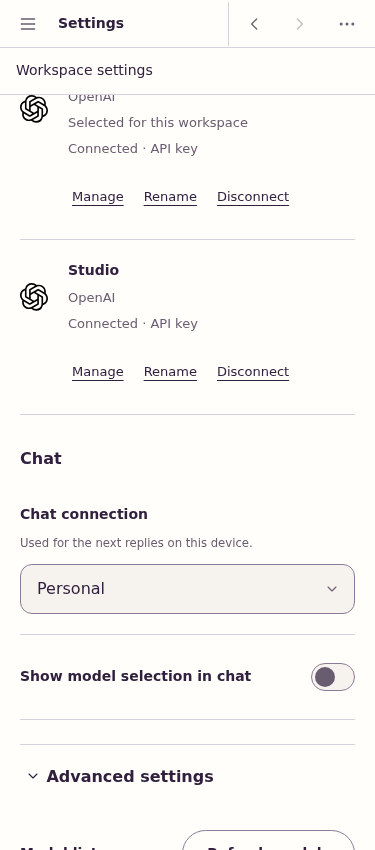 Settings
Workspace settings
OpenAI
Selected for this workspace
Connected · API key
Manage Rename Disconnect
Studio
OpenAI
Connected · API key
Manage Rename Disconnect
Chat
Chat connection
Used for the next replies on this device.
Personal
Show model selection in chat
Advanced settings